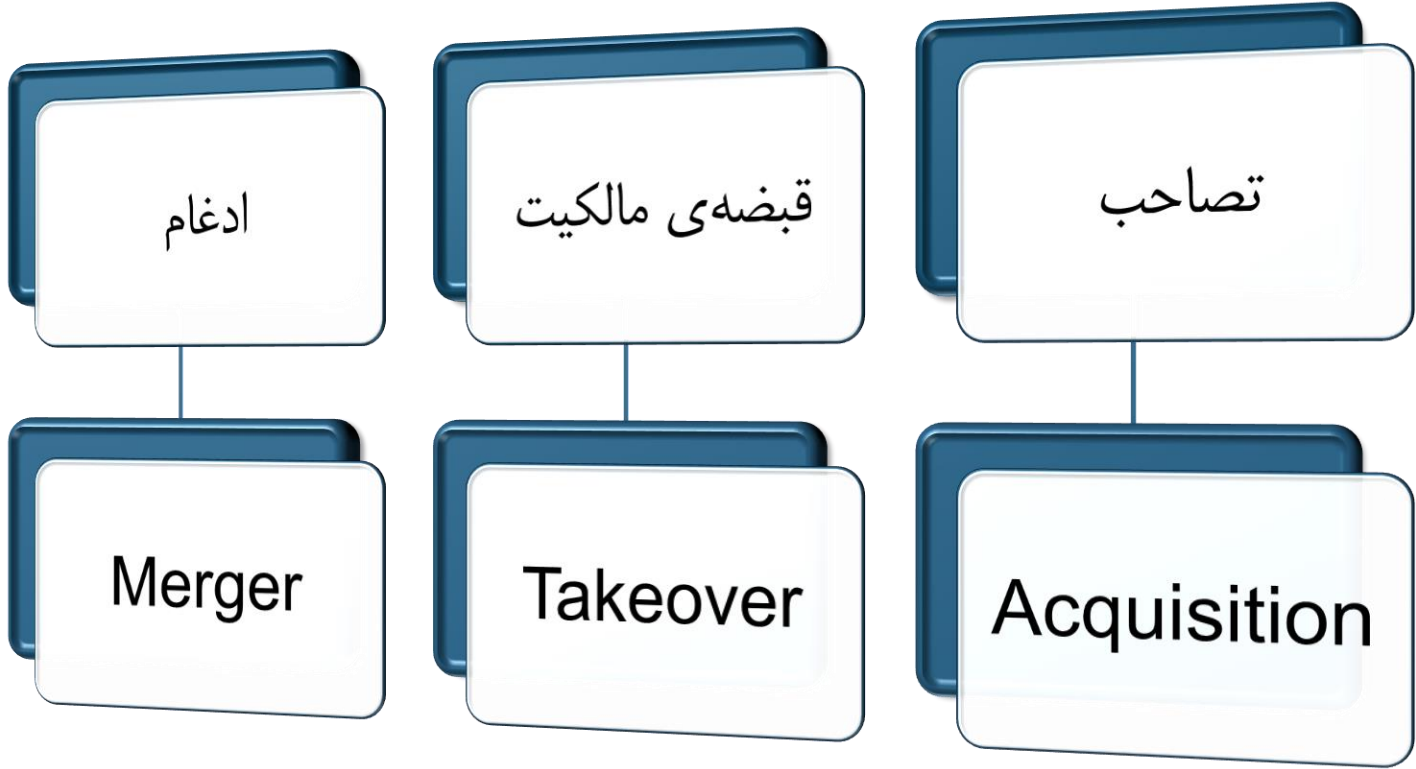 ادغام
قبضه‌ی مالکیت
تصاحب
Merger
Takeover
Acquisition